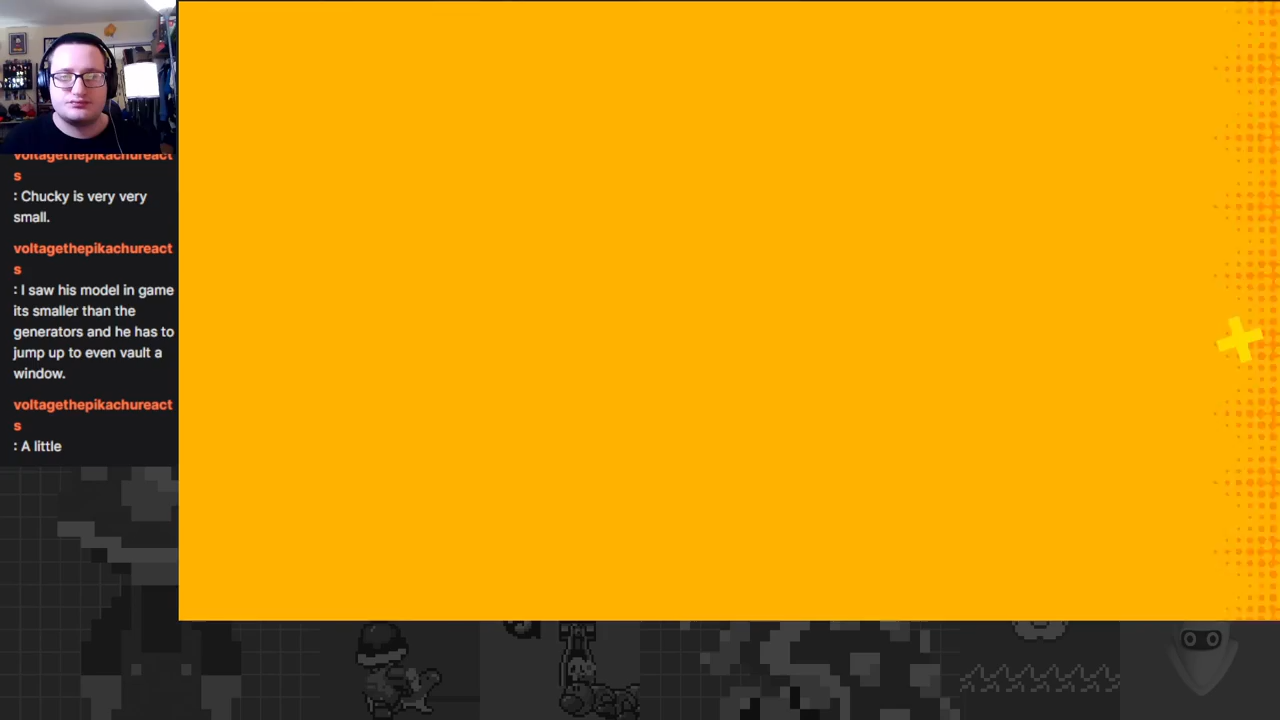 voltagethepikachureact
s
: Chucky is very very
small.
voltagethepikachureact
s
: I saw his model in game
its smaller than the
generators and he has to
jump up to even vault a
window.
voltagethepikachureact
s
: A little